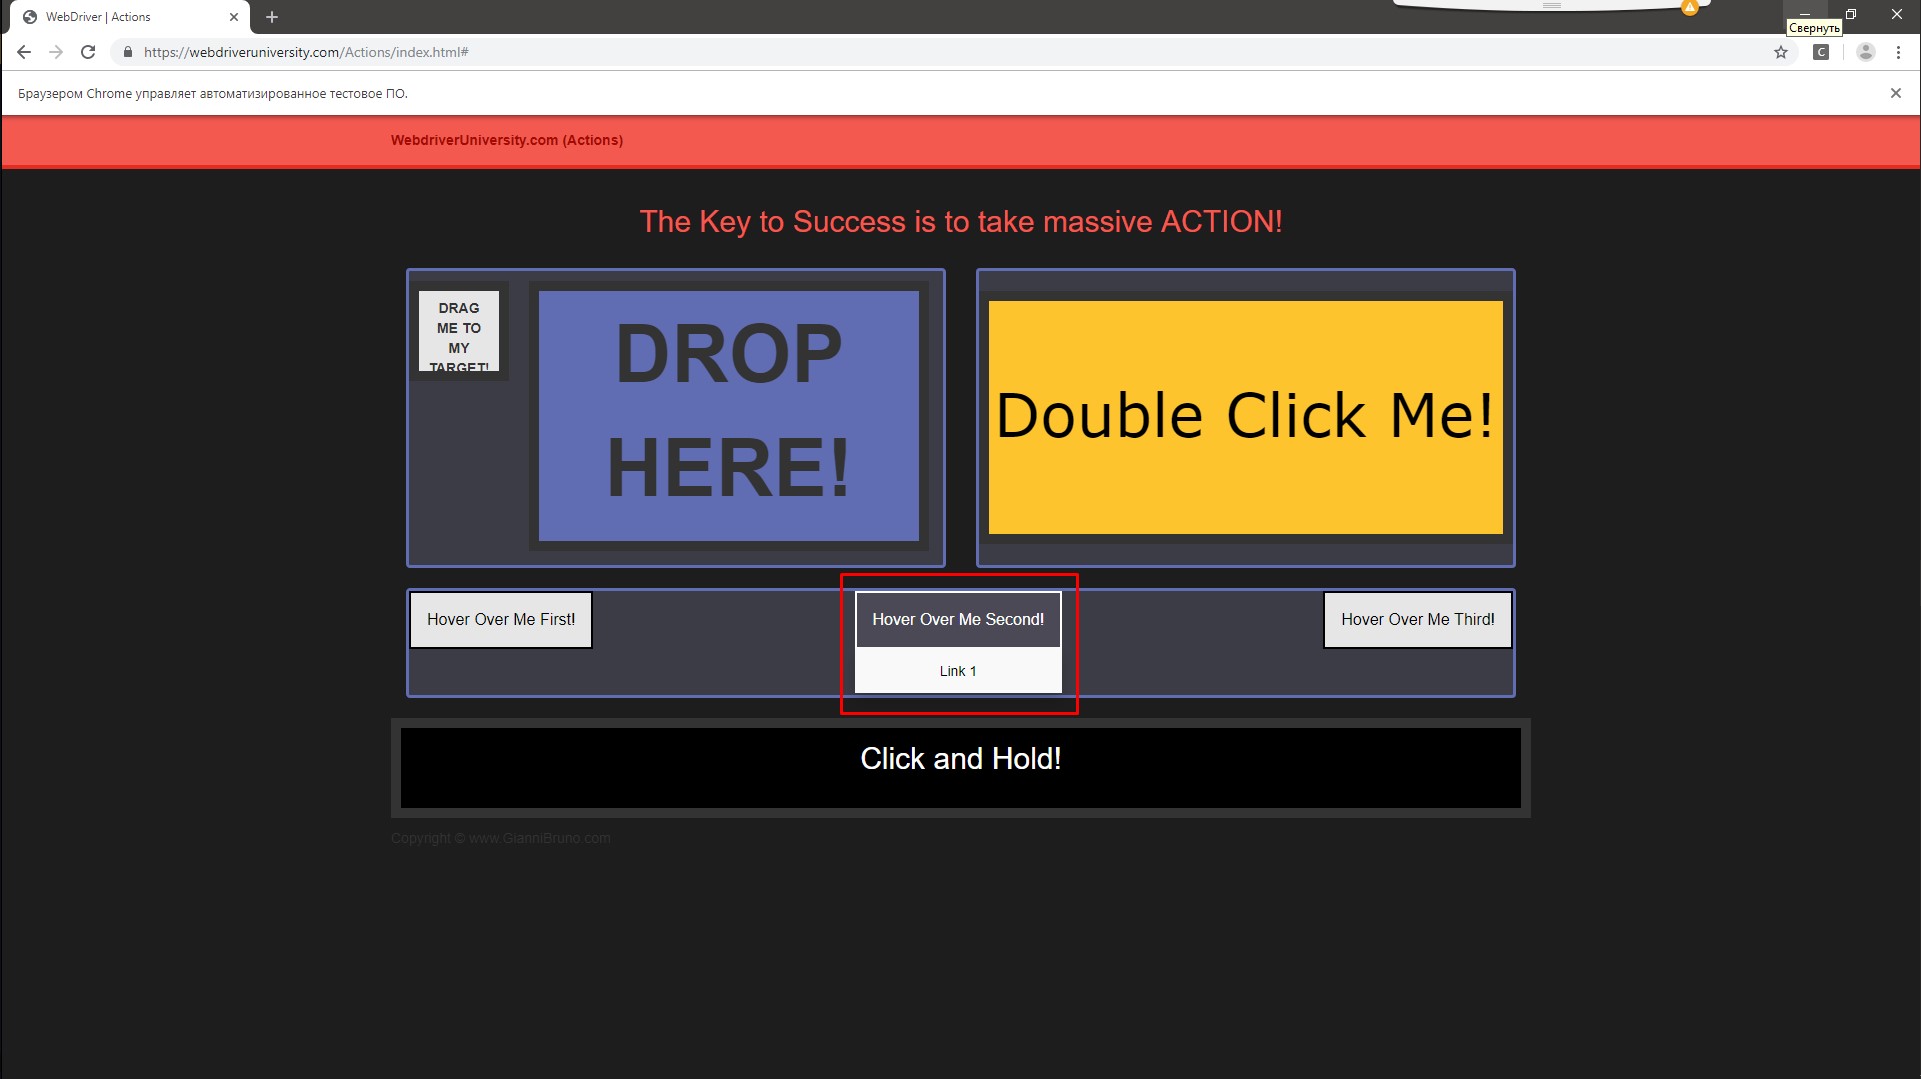 WebDriver | Actions
Свернуть
https://webdriveruniversity.com/Actions/index.html#
C
Браузером Chrome управляет автоматизированное тестовое ПО.
WebdriverUniversity.com (Actions)
The Key to Success is to take massive ACTION!
DRAG
ME TO
MY
TARGET!
DROP
HERE!
Double Click Me!
Hover Over Me First!
Hover Over Me Second!
Hover Over Me Third!
Link 1
Click and Hold!
Copyright © www.GianniBruno.com